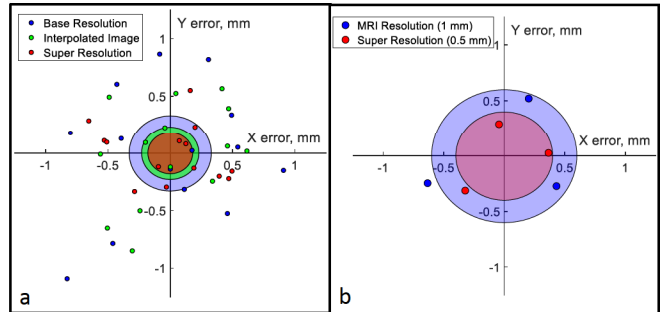 Y error, mm
Base Resolution
Interpolated Image
Super Resolution
1
0.5
X error, mm
-1
-0.5
0
0.5
1
-0.5
-1
a
Y error, mm
MRI Resolution (1 mm)
Super Resolution (0.5 mm)
1
0.5
X error, mm
-1
-0.5
0
0.5
1
-0.5
-1
b